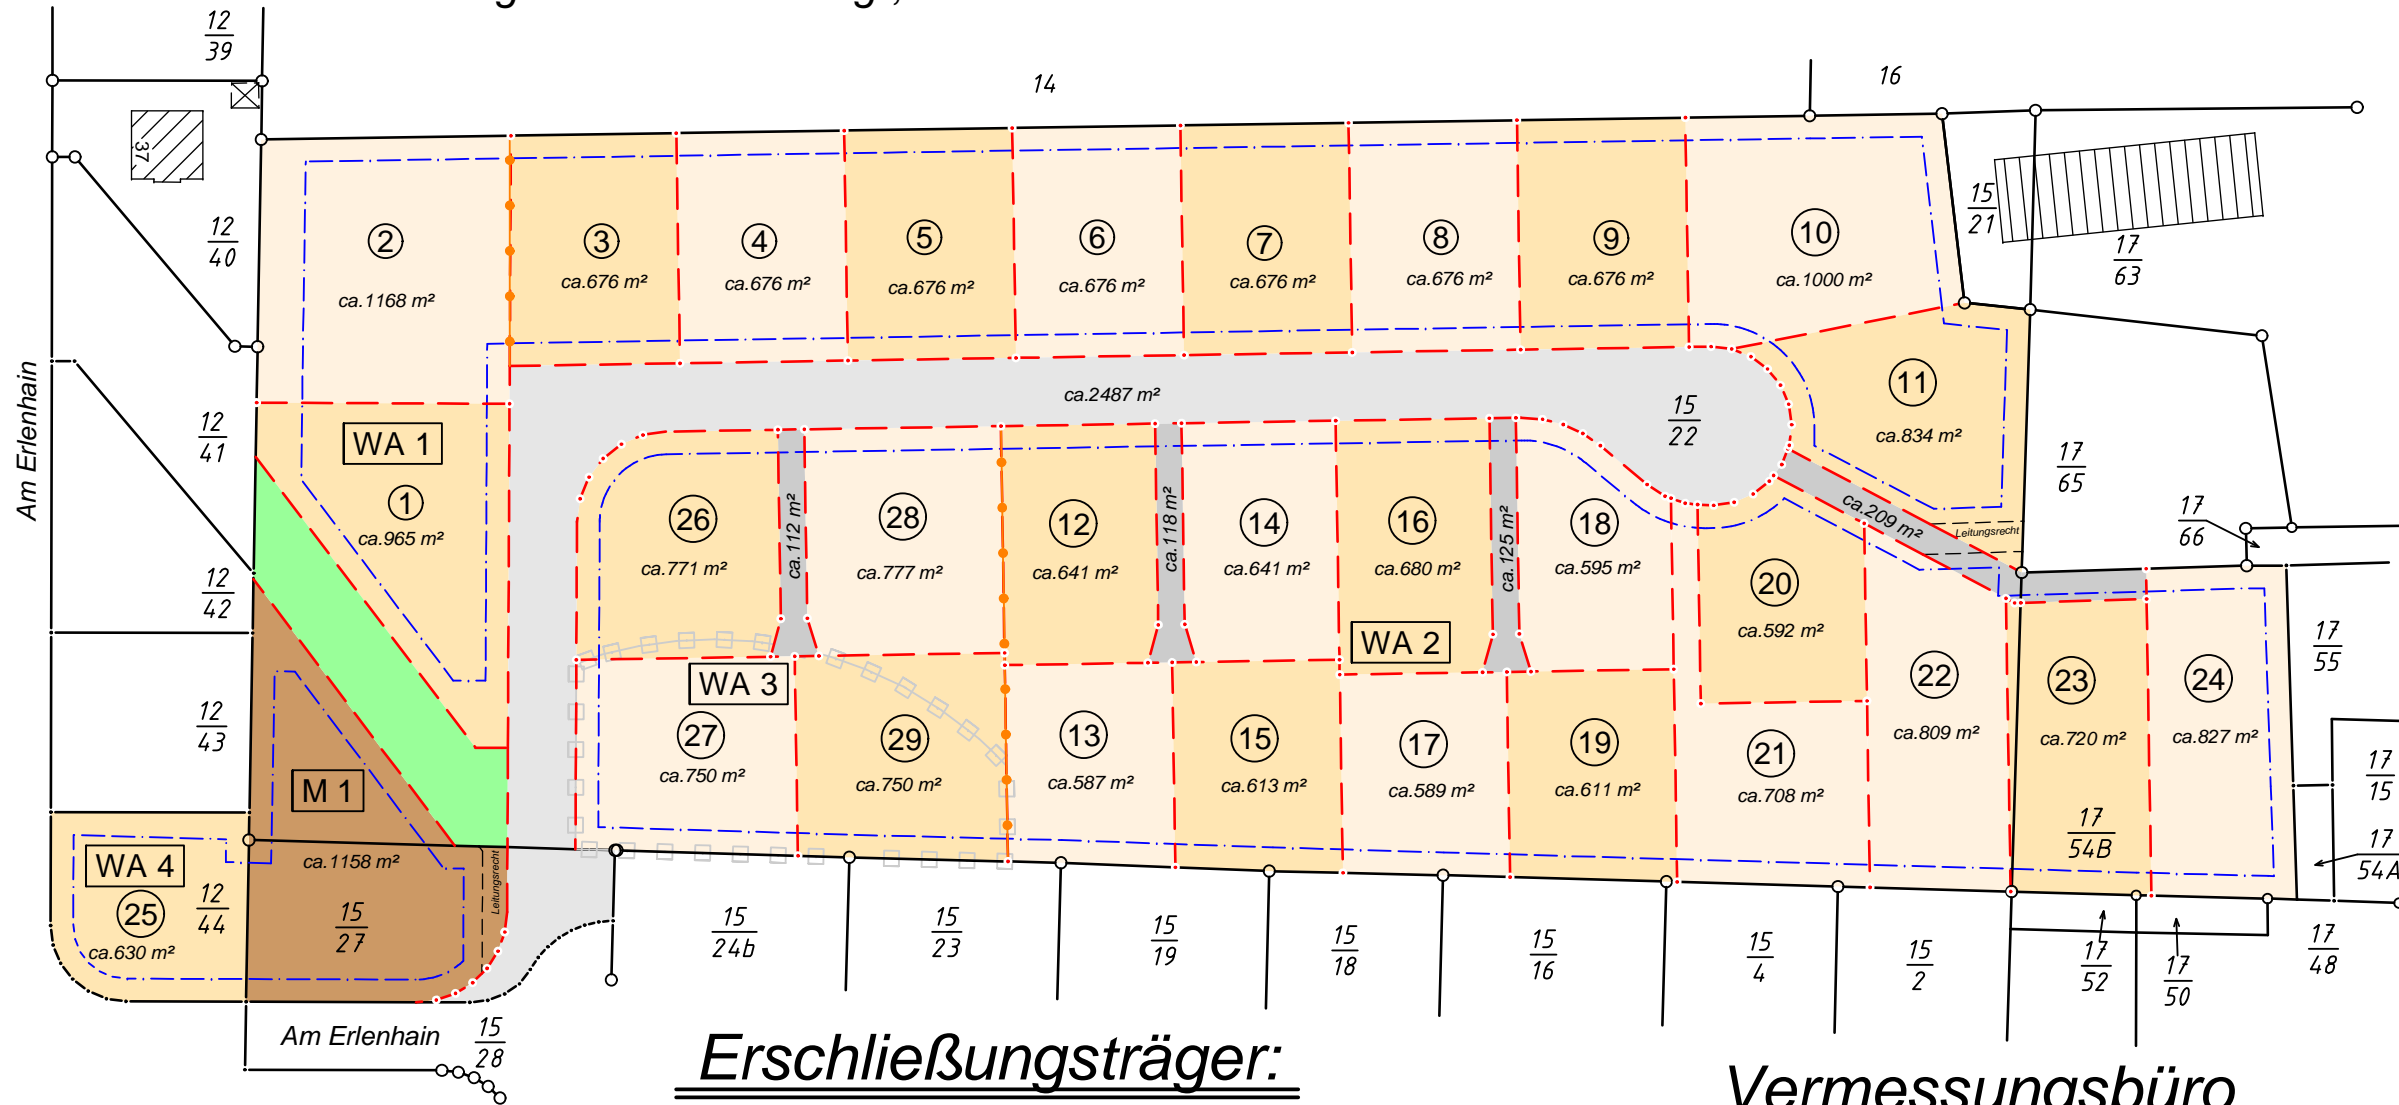 12
39
14
16
37
12
40
15
21
17
63
2
ca.1168 m²
3
ca.676 m²
4
ca.676 m²
5
ca.676 m²
6
ca.676 m²
7
ca.676 m²
8
ca.676 m²
9
ca.676 m²
10
ca.1000 m²
Am Erlenhain
12
41
WA 1
1
ca.965 m²
ca.2487 m²
15
22
11
ca.834 m²
17
65
17
66
26
ca.771 m²
ca.112 m²
28
ca.777 m²
12
ca.641 m²
ca.118 m²
14
ca.641 m²
16
ca.680 m²
ca.125 m²
18
ca.595 m²
ca.209 m²
Leitungsrecht
20
ca.592 m²
12
42
WA 2
WA 3
12
43
27
ca.750 m²
29
ca.750 m²
13
ca.587 m²
15
ca.613 m²
17
ca.589 m²
19
ca.611 m²
21
ca.708 m²
22
ca.809 m²
23
ca.720 m²
24
ca.827 m²
17
55
17
15
17
54A
17
54B
M 1
ca.1158 m²
Leitungsrecht
WA 4
25
ca.630 m²
12
44
15
27
15
24b
15
23
15
19
15
18
15
16
15
4
15
2
17
52
17
50
17
48
Am Erlenhain
15
28
Erschließungsträger:
Vermessungsbüro